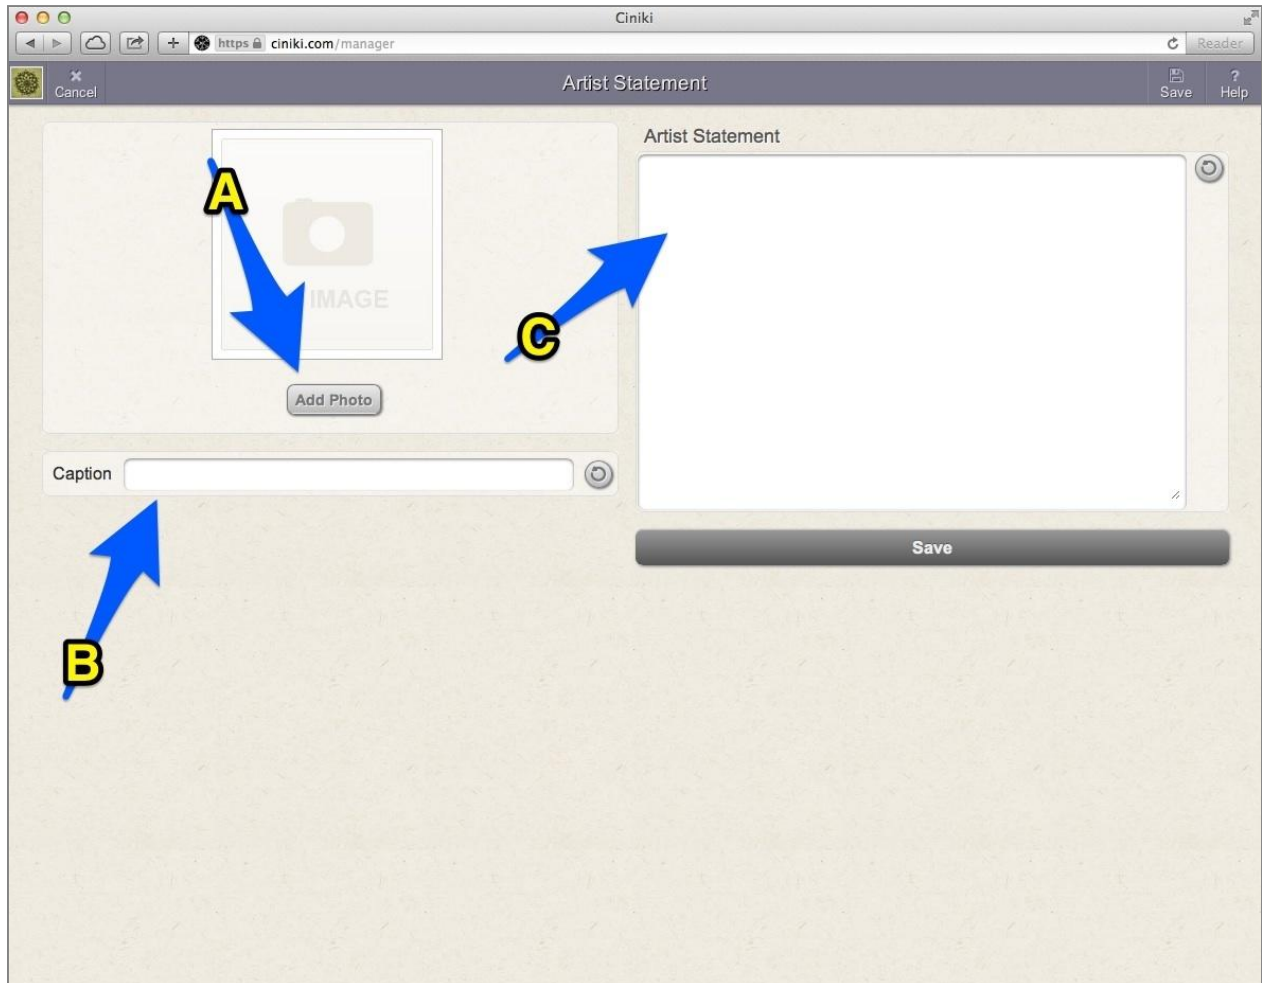 Ciniki
https ciniki.com/manager
Reader
Cancel
Artist Statement
Save
? Help
A
IMAGE
Add Photo
Caption
B
Artist Statement
C
Save